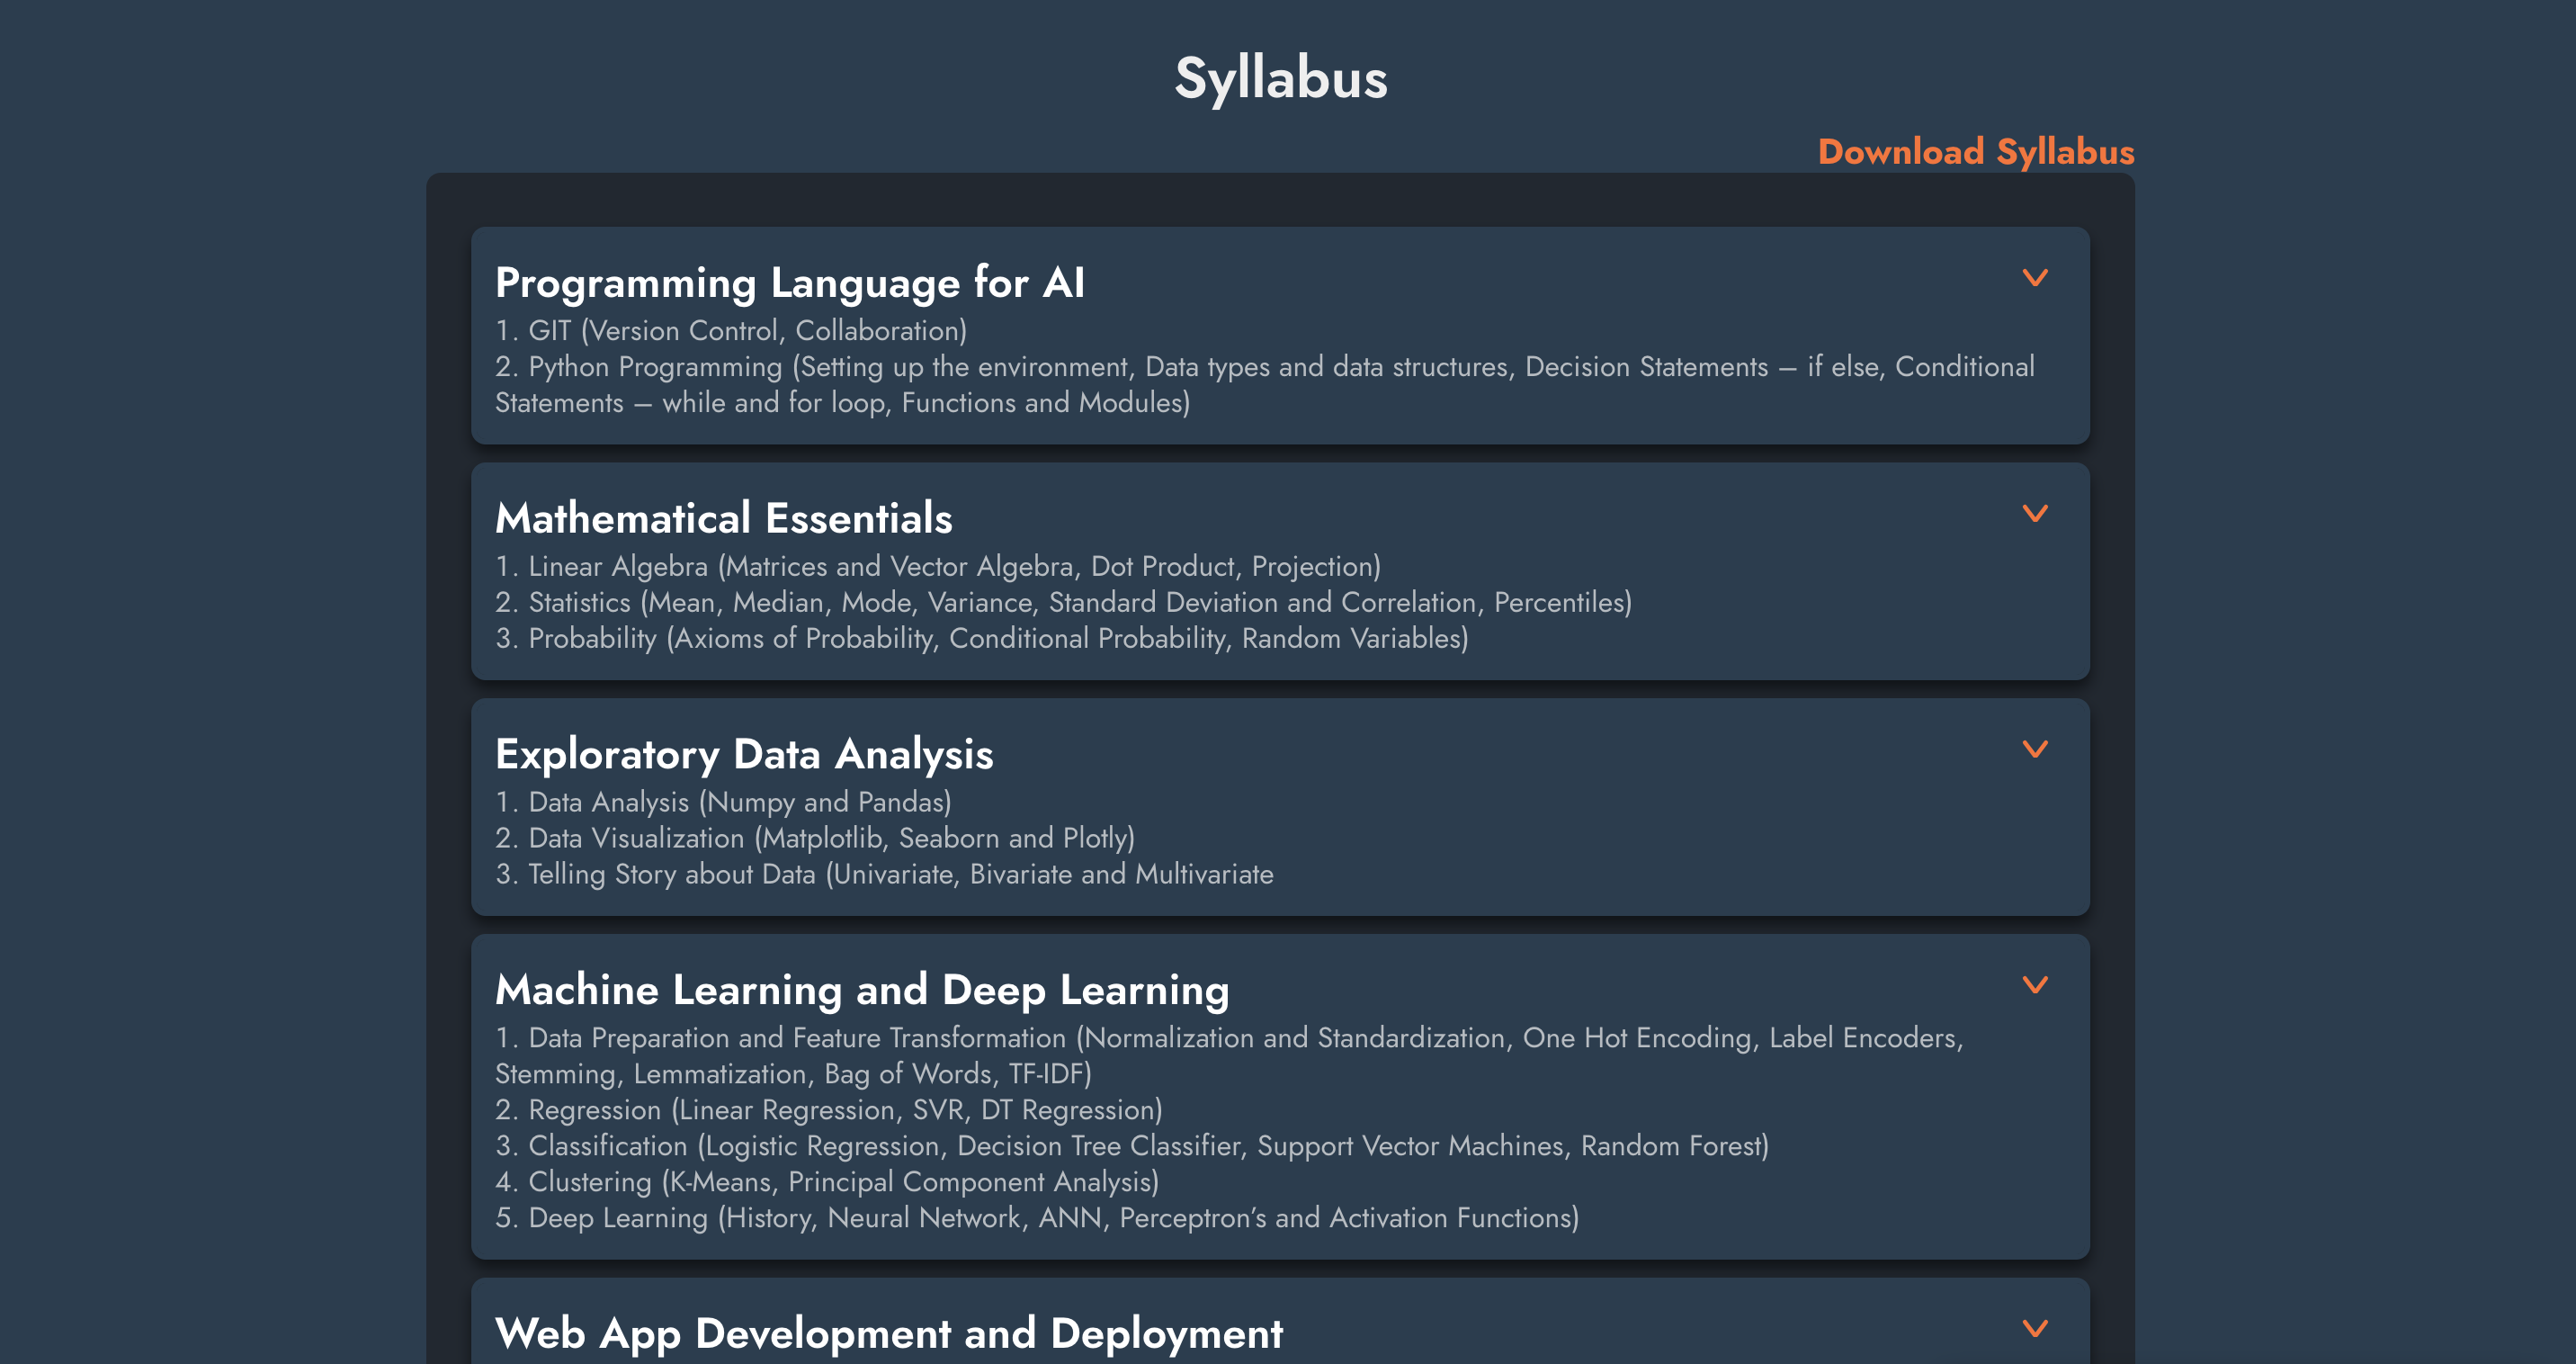 Syllabus
Download Syllabus
Programming Language for AI
1. GIT (Version Control, Collaboration)
2. Python Programming (Setting up the environment, Data types and data structures, Decision Statements – if else, Conditional
Statements – while and for loop, Functions and Modules)
Mathematical Essentials
1. Linear Algebra (Matrices and Vector Algebra, Dot Product, Projection)
2. Statistics (Mean, Median, Mode, Variance, Standard Deviation and Correlation, Percentiles)
3. Probability (Axioms of Probability, Conditional Probability, Random Variables)
Exploratory Data Analysis
1. Data Analysis (Numpy and Pandas)
2. Data Visualization (Matplotlib, Seaborn and Plotly)
3. Telling Story about Data (Univariate, Bivariate and Multivariate
Machine Learning and Deep Learning
1. Data Preparation and Feature Transformation (Normalization and Standardization, One Hot Encoding, Label Encoders,
Stemming, Lemmatization, Bag of Words, TF-IDF)
2. Regression (Linear Regression, SVR, DT Regression)
3. Classification (Logistic Regression, Decision Tree Classifier, Support Vector Machines, Random Forest)
4. Clustering (K-Means, Principal Component Analysis)
5. Deep Learning (History, Neural Network, ANN, Perceptron’s and Activation Functions)
Web App Development and Deployment